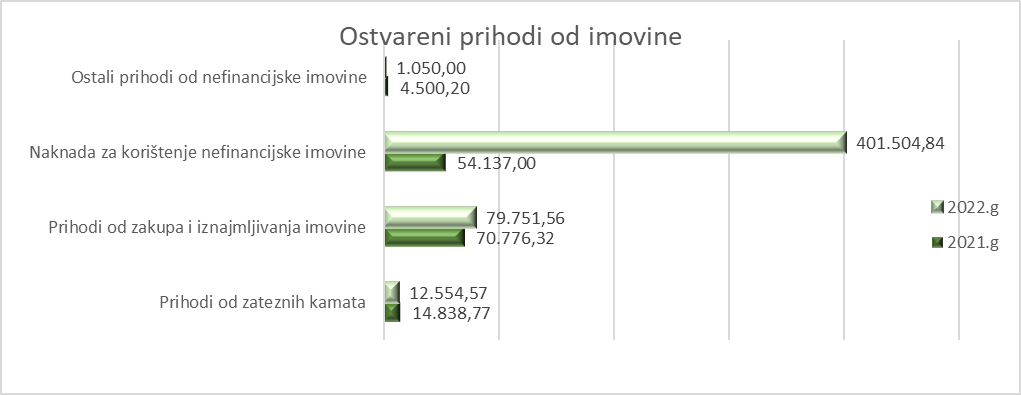 Ostvareni prihodi od imovine
Ostali prihodi od nefinancijske imovine
1.050,00
4.500,20
Naknada za korištenje nefinancijske imovine
401.504,84
54.137,00
Prihodi od zakupa i iznajmljivanja imovine
79.751,56
70.776,32
Prihodi od zateznih kamata
12.554,57
14.838,77
2022.g
2021.g